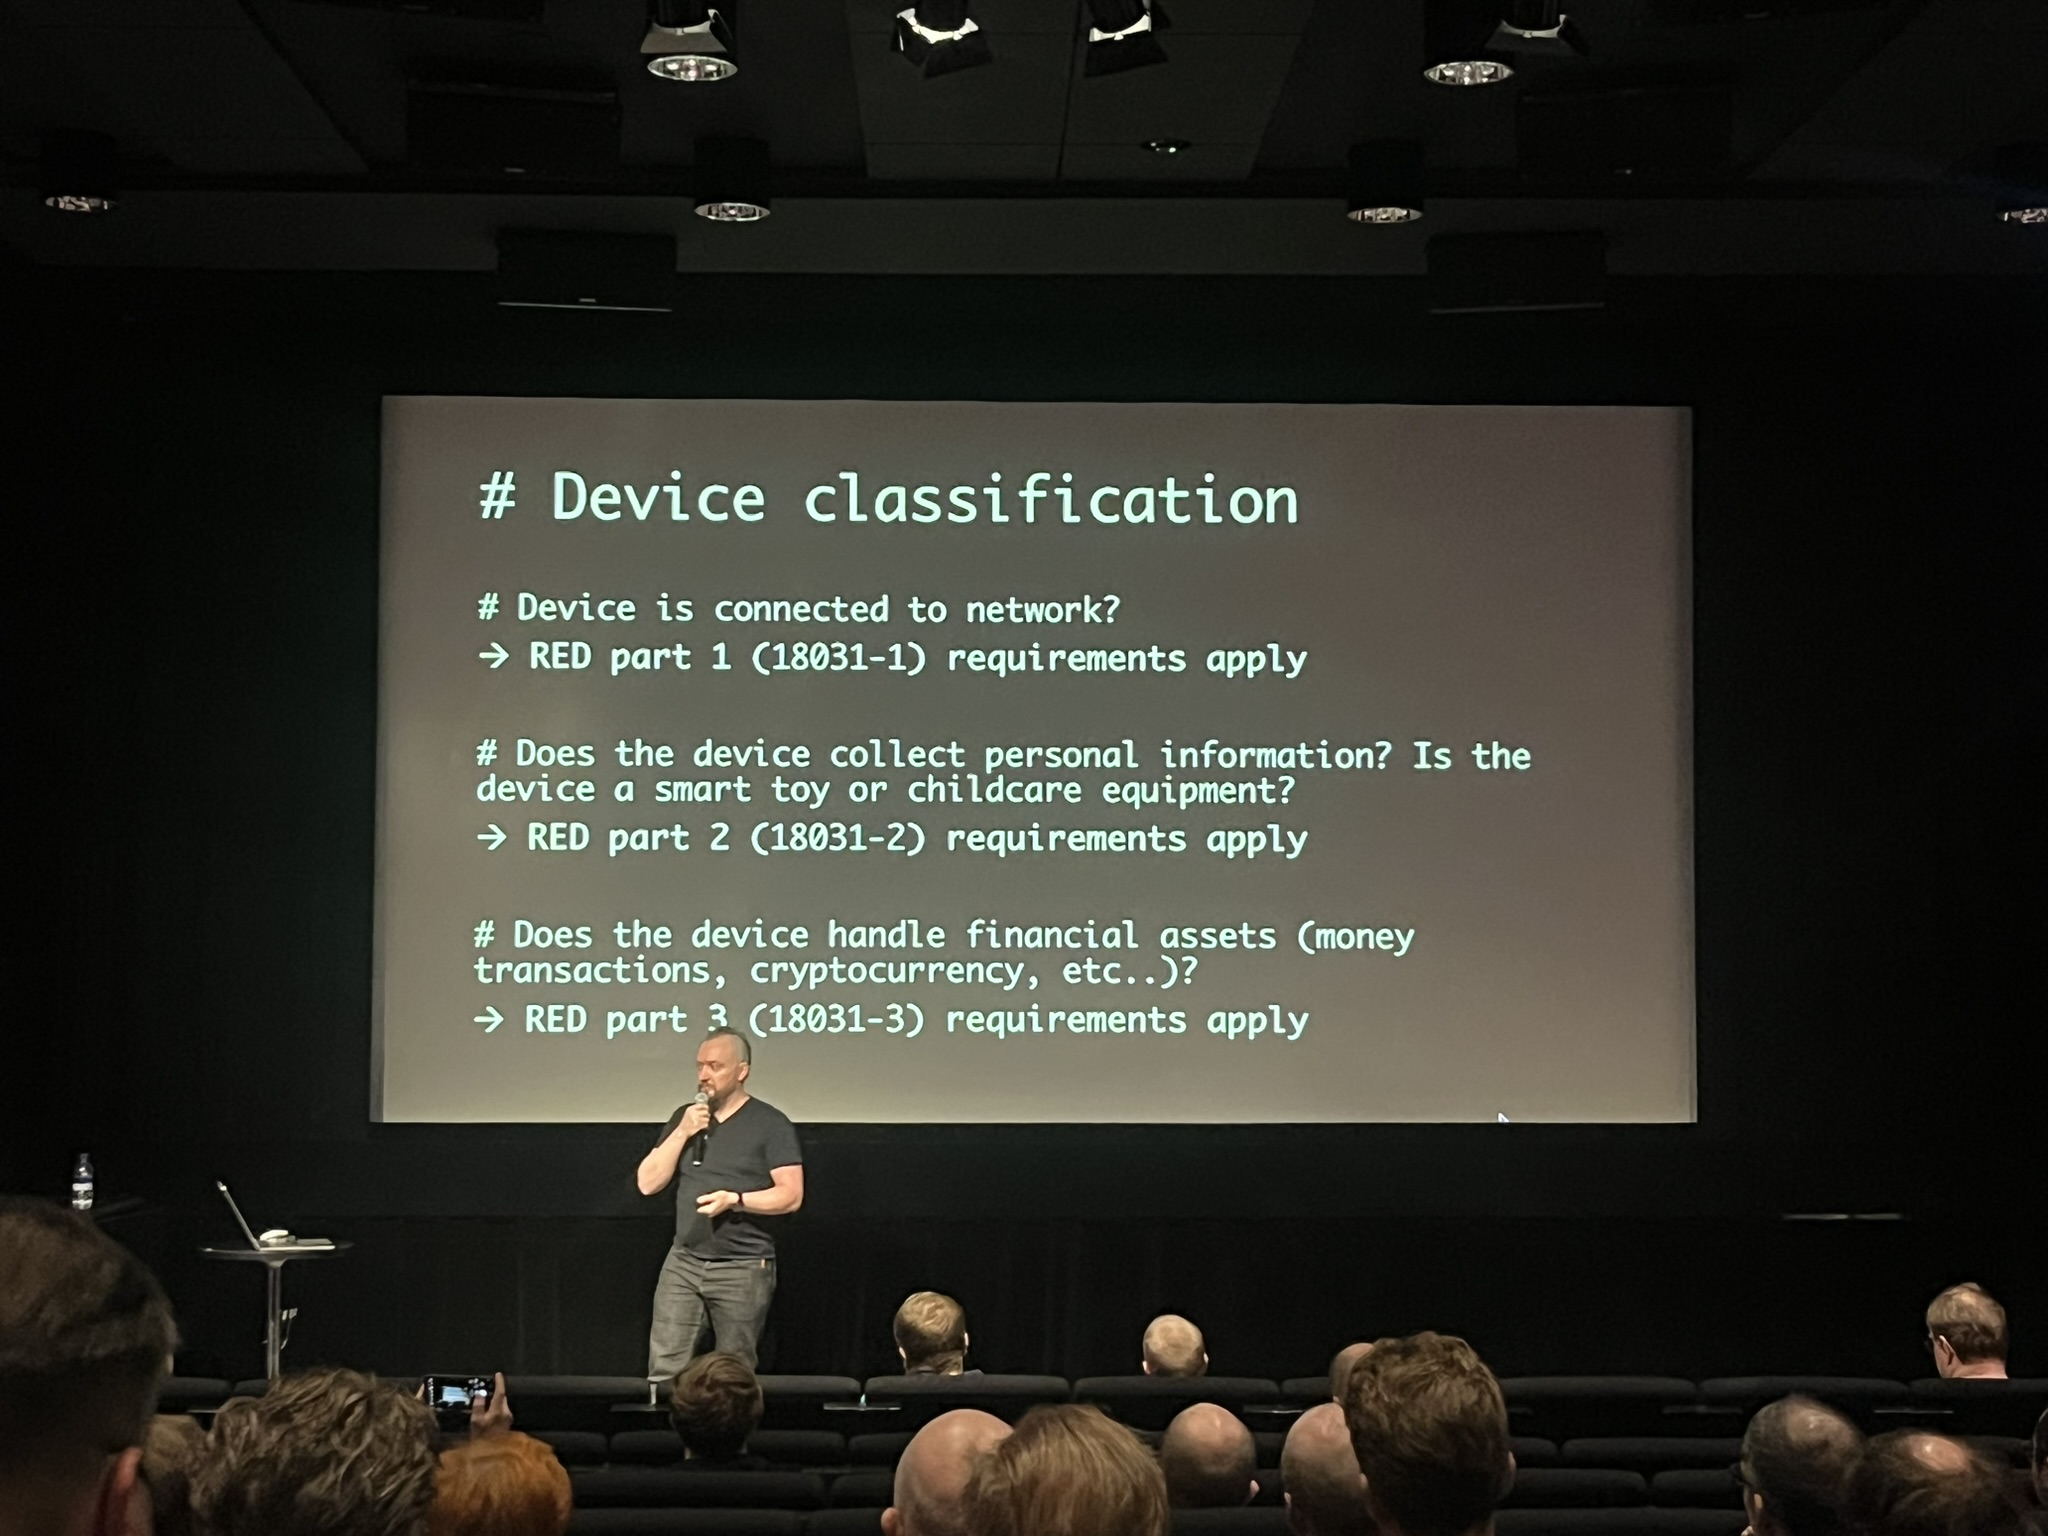 # Device classification
# Device is connected to network?
→ RED part 1 (18031-1) requirements apply
# Does the device collect personal information? Is the
device a smart toy or childcare equipment?
→ RED part 2 (18031-2) requirements apply
# Does the device handle financial assets (money
transactions, cryptocurrency, etc..)?
→ RED part 3 (18031-3) requirements apply